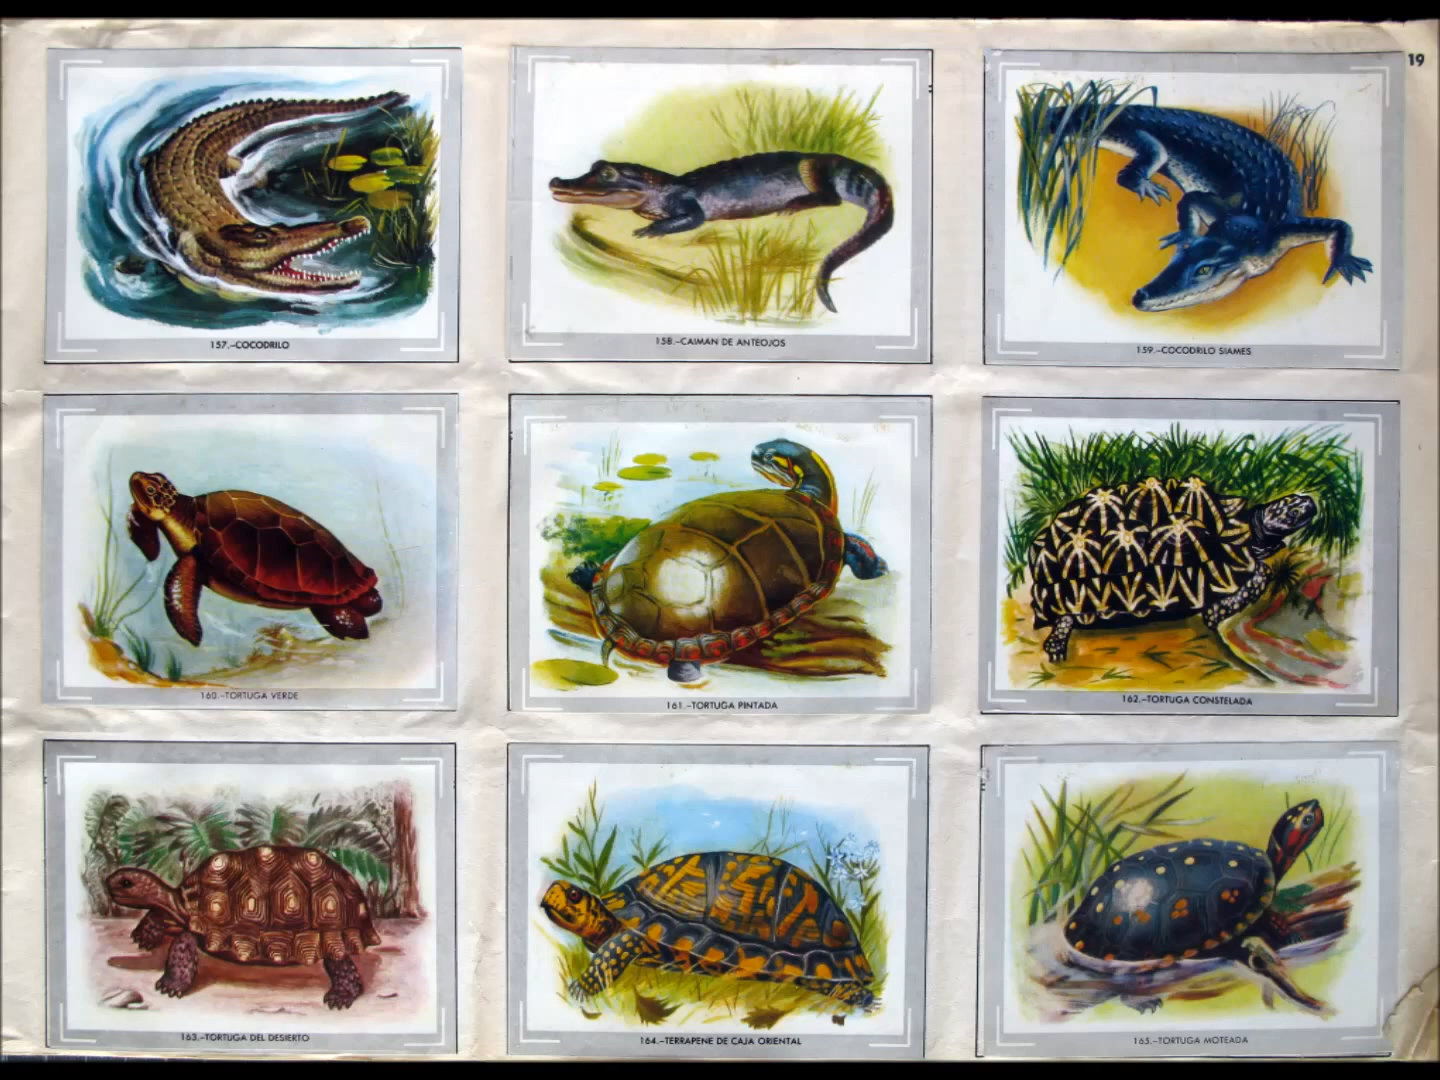 19
157.-COCODRILO
158.-CAIMAN DE ANTEOJOS
159.-COCODRILO SIAMES
160.-TORTUGA VERDE
161.-TORTUGA PINTADA
162.-TORTUGA CONSTELADA
163.-TORTUGA DEL DESIERTO
164.-TERRAPENE DE CAJA ORIENTAL
165.-TORTUGA MOTEADA